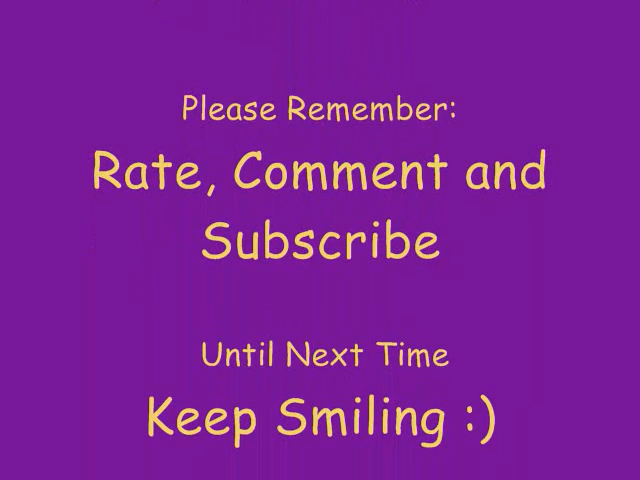 Please Remember:
Rate, Comment and
Subscribe
Until Next Time
Keep Smiling :)